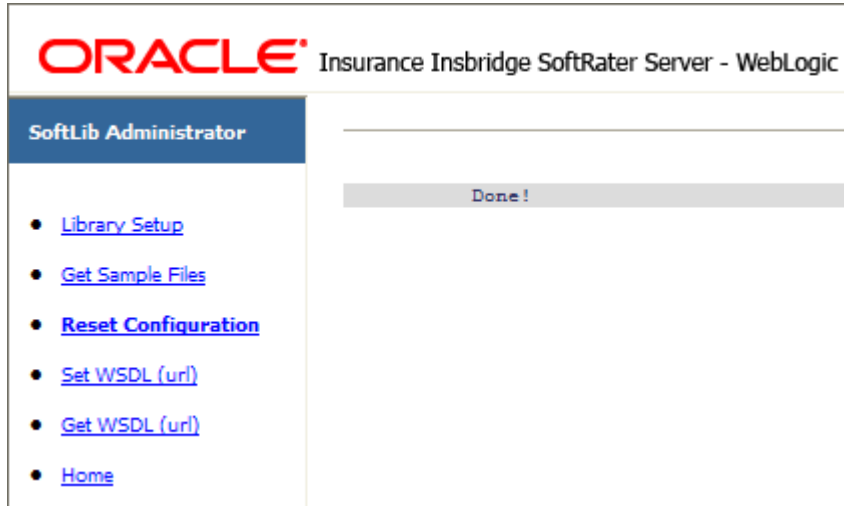 ORACLE Insurance Insbridge SoftRater Server - WebLogic
SoftLib Administrator
Done!
Library Setup
Get Sample Files
Reset Configuration
Set WSDL (url)
Get WSDL (url)
Home